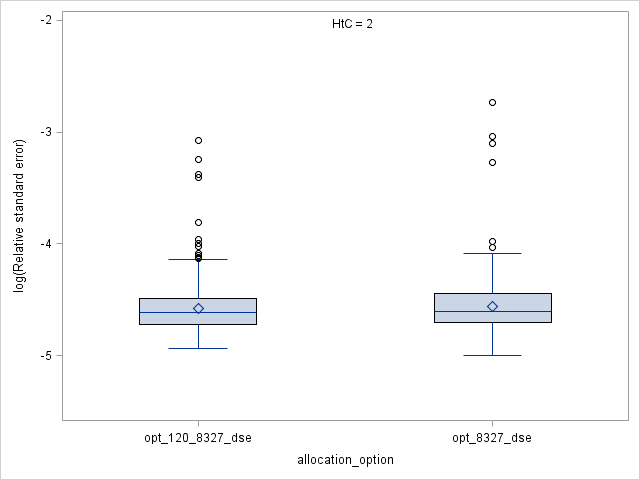 HtC = 2
-2
-3
-4
-5
log(Relative standard error)
opt_120_8327_dse
opt_8327_dse
allocation_option